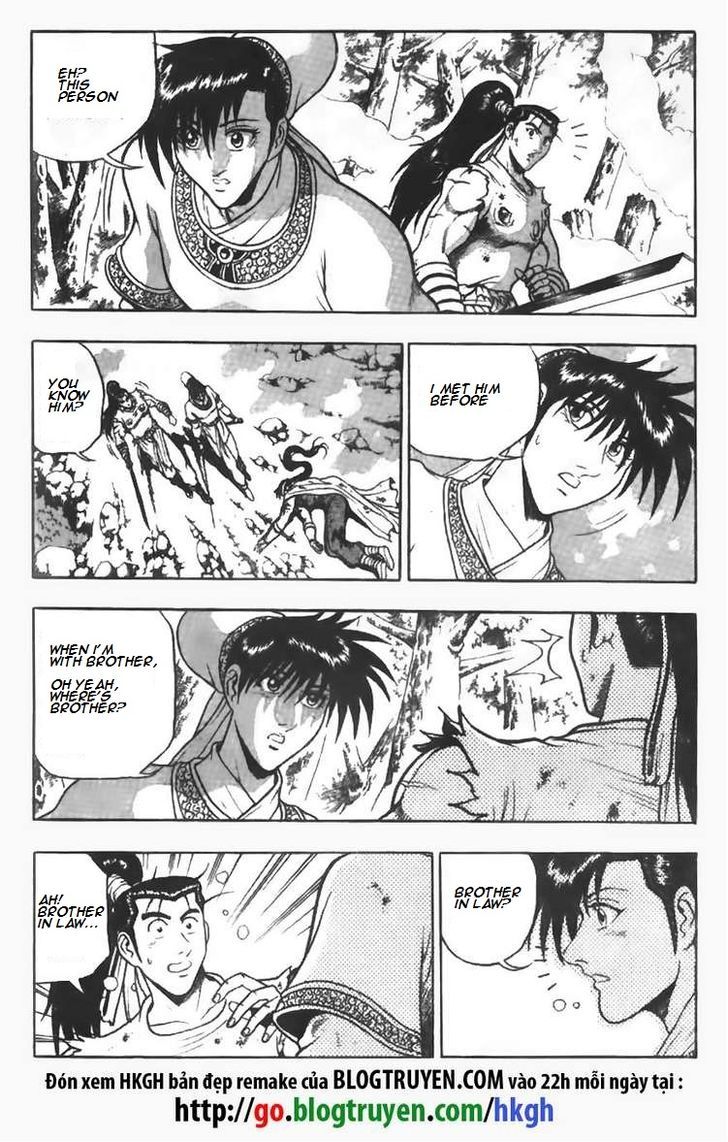 EH?
THIS
PERSON
YOU
KNOW
HIM?
I MET HIM
BEFORE
WHEN I'M
WITH BROTHER,
OH YEAH,
WHERE'S
BROTHER?
AH!
BROTHER
IN LAW...
BROTHER
IN LAW?
Đón xem HKGH bản đẹp remake của BLOGTRUYEN.COM vào 22h mỗi ngày tại :
http://go.blogtruyen.com/hkgh